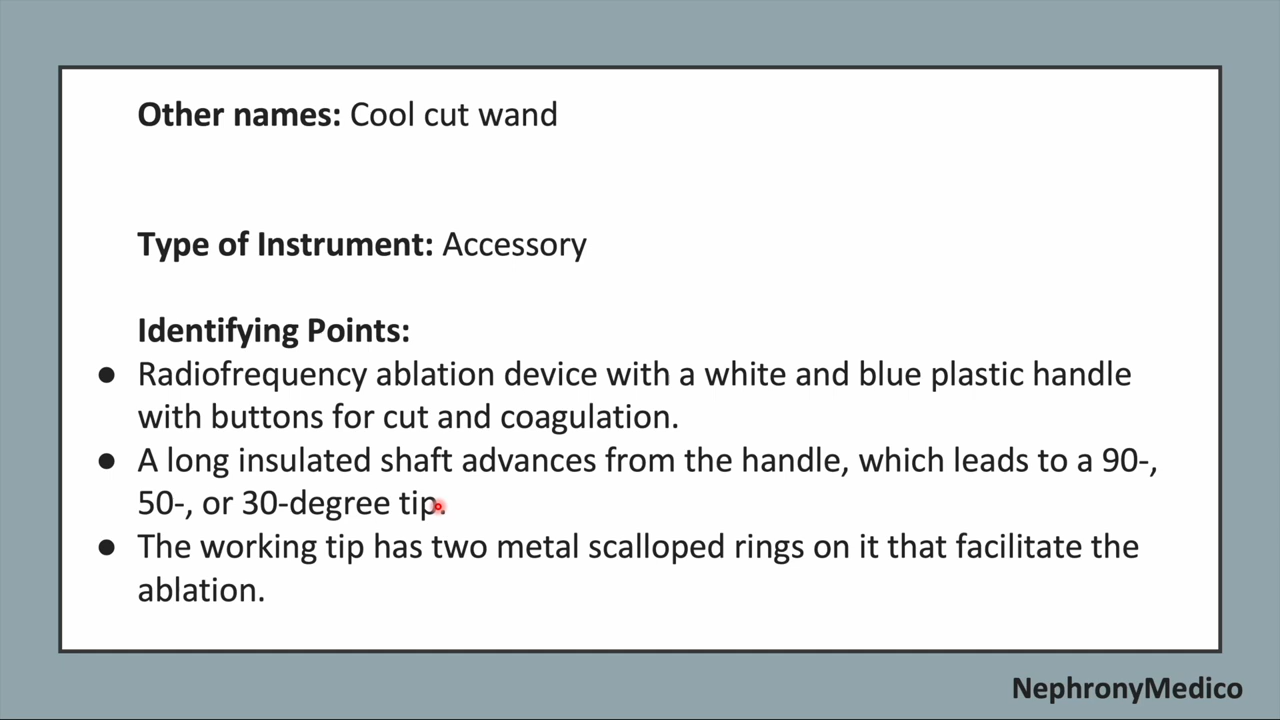 Other names: Cool cut wand
Type of Instrument: Accessory
Identifying Points:
● Radiofrequency ablation device with a white and blue plastic handle
with buttons for cut and coagulation.
● A long insulated shaft advances from the handle, which leads to a 90-,
50-, or 30-degree tip.
● The working tip has two metal scalloped rings on it that facilitate the
ablation.
NephronyMedico